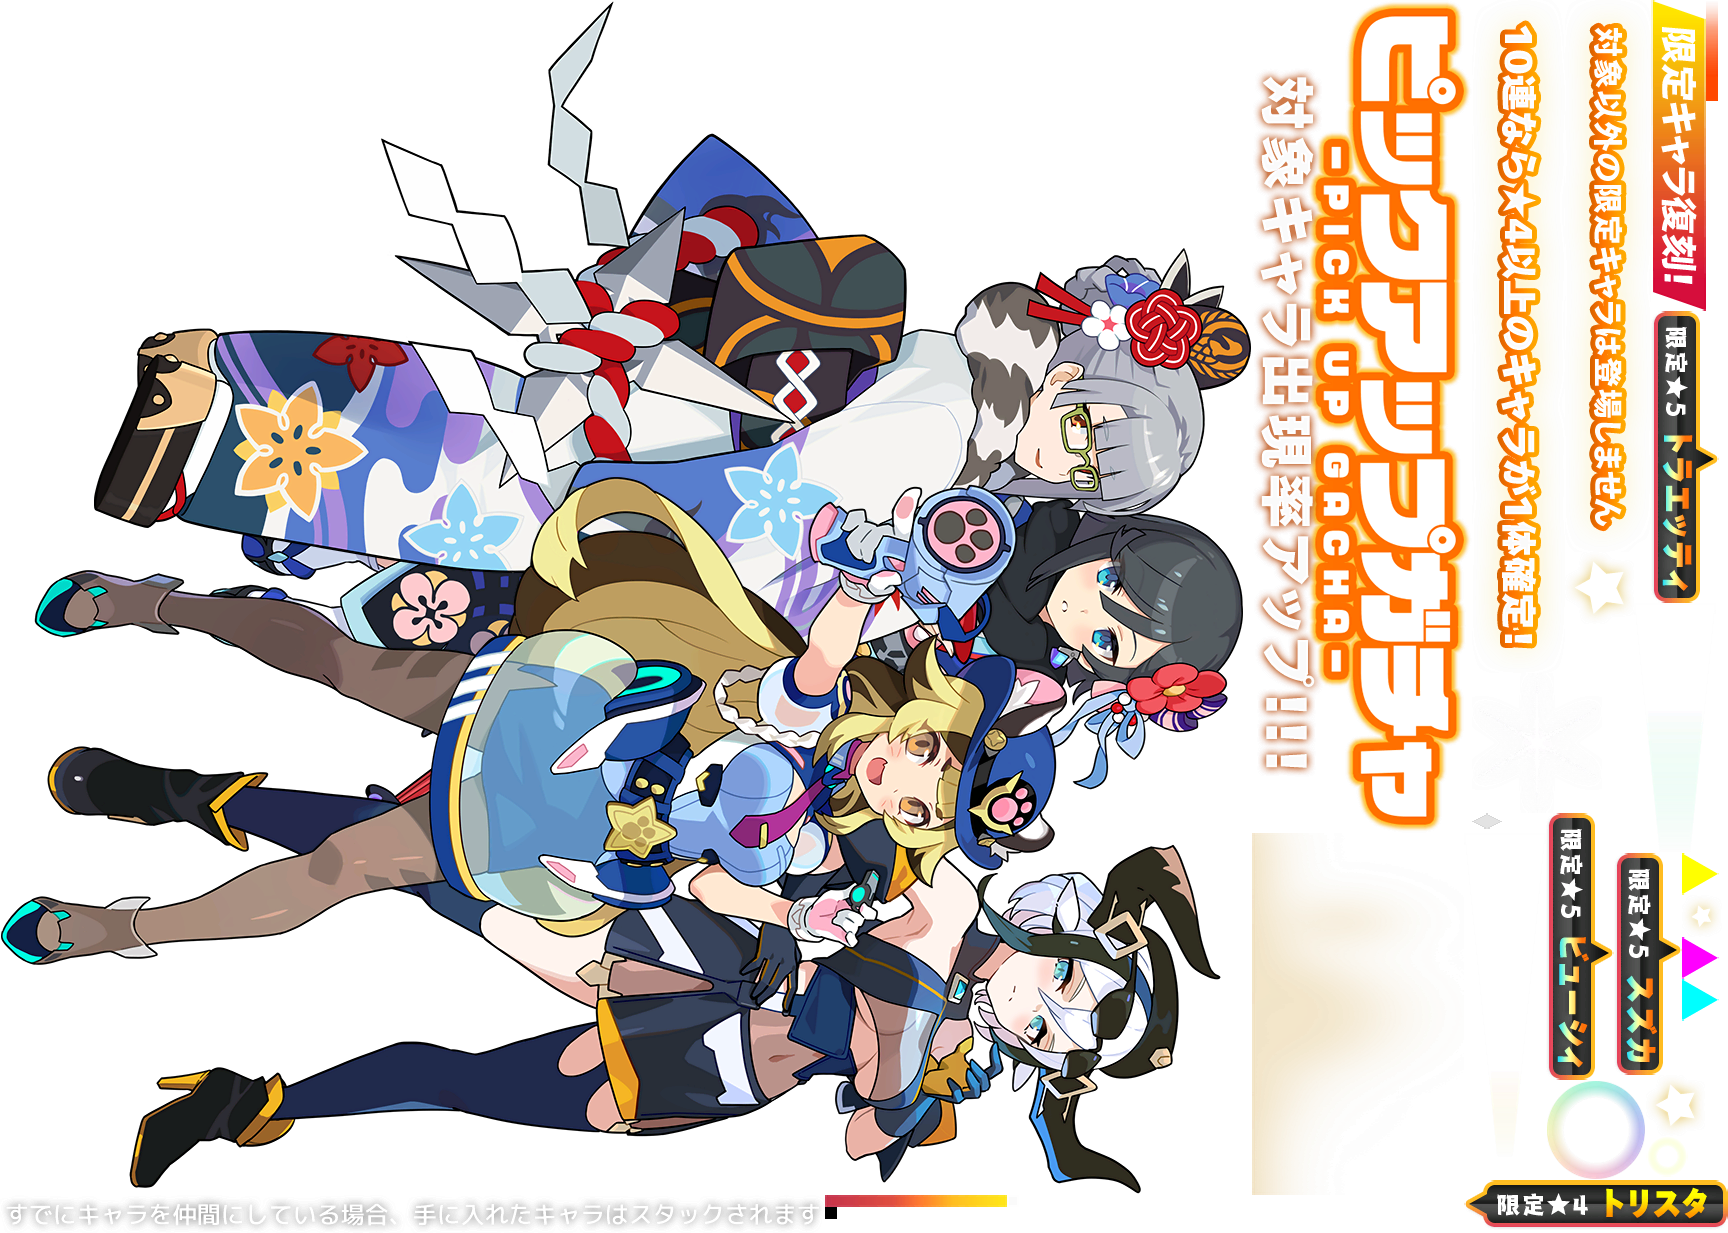 限定キャラ復刻!
対象以外の限定キャラは登場しません
10連なら★4以上のキャラが1体確定!
ピックアップガチャ
-PICK UP GACHA-
対象キャラ出現率アップ!!!
限定★5 トラエッティ
限定★5 スズカ
限定★5 ビュージィ
限定★4 トリスタ
すでにキャラを仲間にしている場合、手に入れたキャラはスタックされます